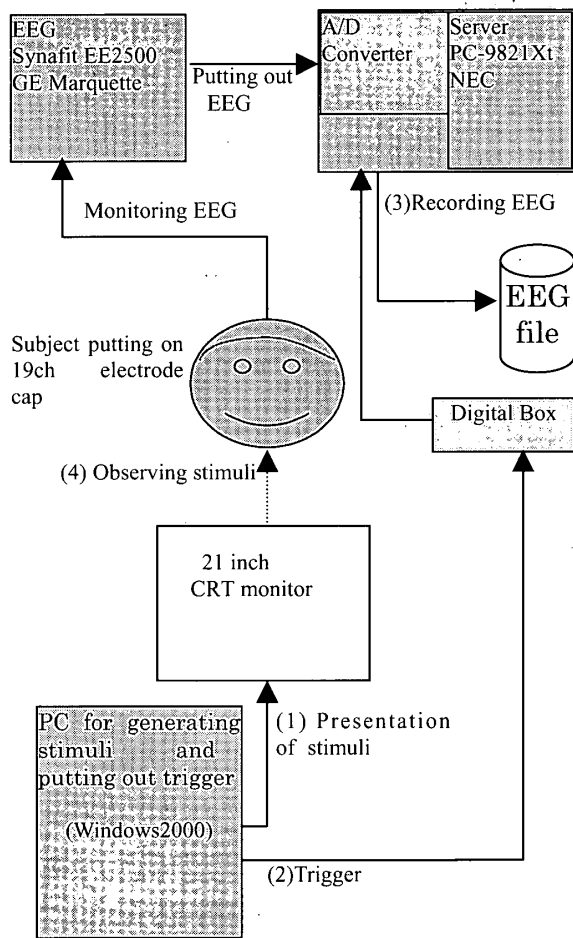 EEG
Synafit EE2500
GE Marquette
Putting out
EEG
A/D
Converter
Server
PC-9821Xt
NEC
Monitoring EEG
(3)Recording EEG
EEG
file
Subject putting on
19ch electrode
cap
Digital Box
(4) Observing stimuli
21 inch
CRT monitor
PC for generating
stimuli and
putting out trigger
(Windows2000)
(1) Presentation
of stimuli
(2)Trigger